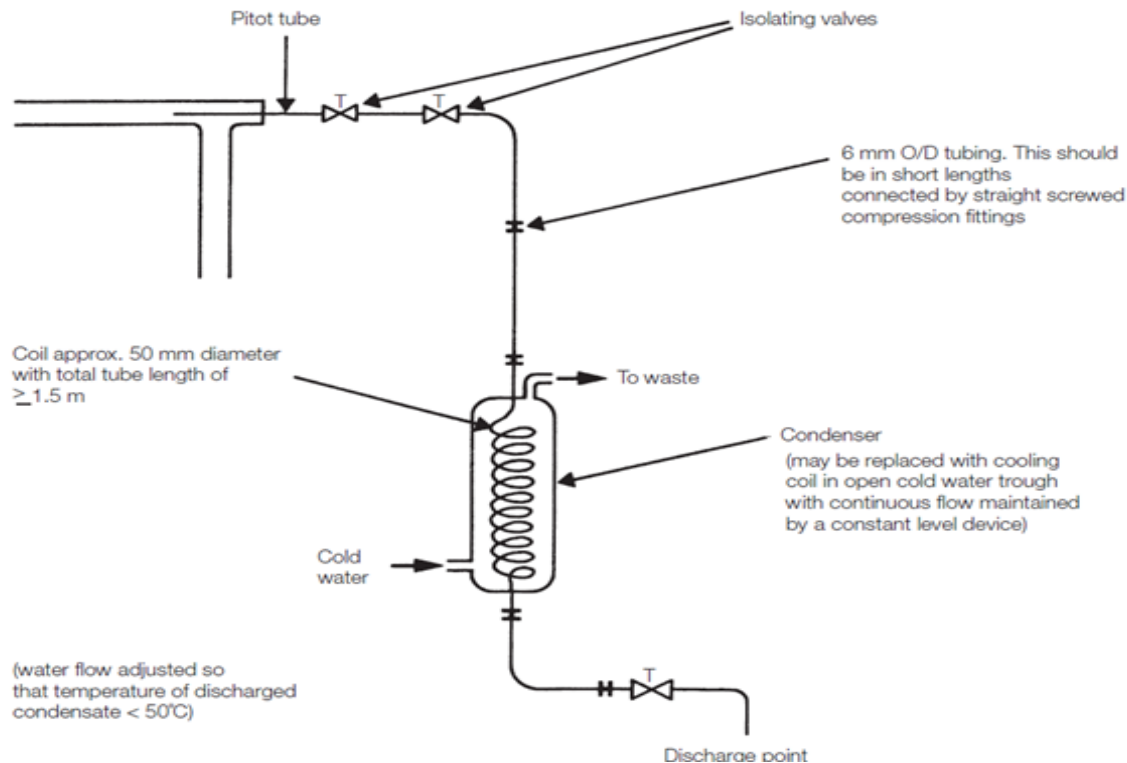 Pitot tube
Isolating valves
T
T
6 mm O/D tubing. This should
be in short lengths
connected by straight screwed
compression fittings
Coil approx. 50 mm diameter
with total tube length of
≥1.5 m
To waste
Condenser
(may be replaced with cooling
coil in open cold water trough
with continuous flow maintained
by a constant level device)
Cold
water
(water flow adjusted so
that temperature of discharged
condensate < 50°C)
T
Discharge point